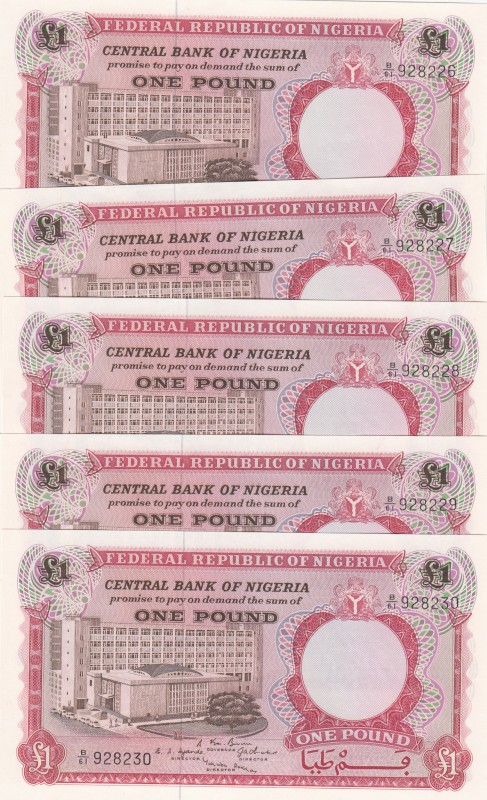 £1 FEDERAL REPUBLIC OF NIGERIA £1
CENTRAL BANK OF NIGERIA
promise to pay on demand the sum of
ONE POUND
B/61 928226
£1 FEDERAL REPUBLIC OF NIGERIA £1
CENTRAL BANK OF NIGERIA
promise to pay on demand the sum of
ONE POUND
B/61 928227
£1 FEDERAL REPUBLIC OF NIGERIA £1
CENTRAL BANK OF NIGERIA
promise to pay on demand the sum of
ONE POUND
B/61 928228
£1 FEDERAL REPUBLIC OF NIGERIA £1
CENTRAL BANK OF NIGERIA
promise to pay on demand the sum of
ONE POUND
B/61 928229
£1 FEDERAL REPUBLIC OF NIGERIA £1
CENTRAL BANK OF NIGERIA
promise to pay on demand the sum of
ONE POUND
B/61 928230
GOVERNOR
DIRECTOR DIRECTOR
DIRECTOR
£1 B/61 928230
ONE POUND £1